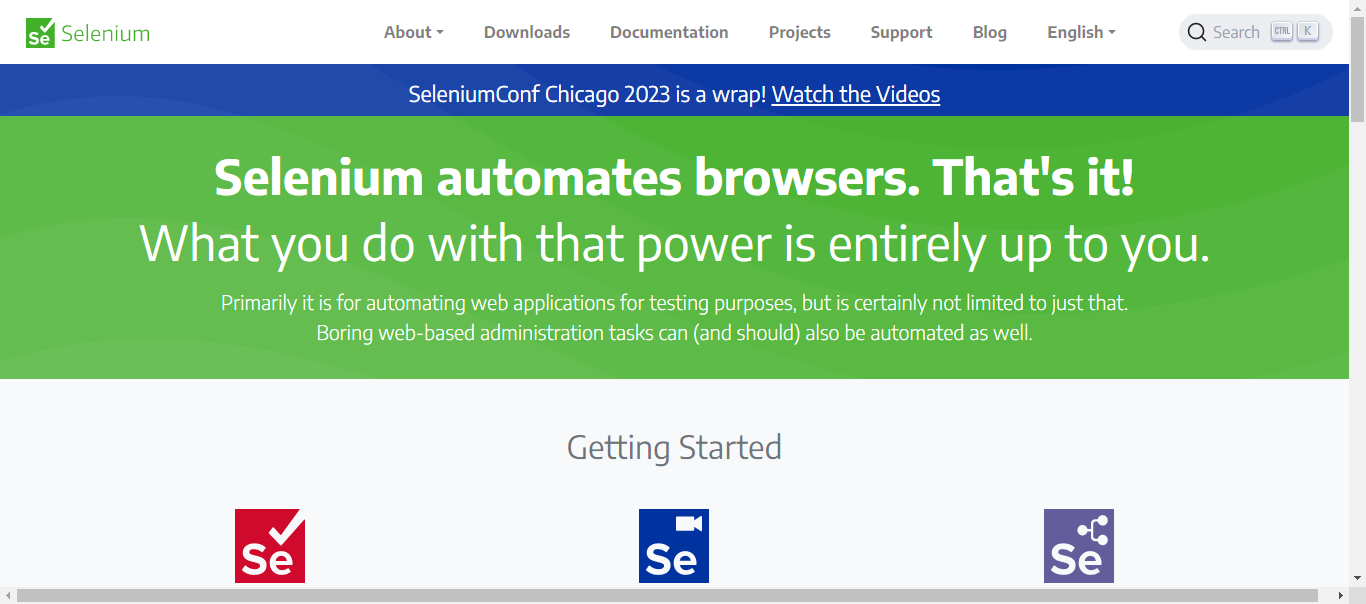 Se Selenium
About Downloads Documentation Projects Support Blog English Search CTRL K
SeleniumConf Chicago 2023 is a wrap! Watch the Videos
Selenium automates browsers. That's it!
What you do with that power is entirely up to you.
Primarily it is for automating web applications for testing purposes, but is certainly not limited to just that.
Boring web-based administration tasks can (and should) also be automated as well.
Getting Started
Se Se Se